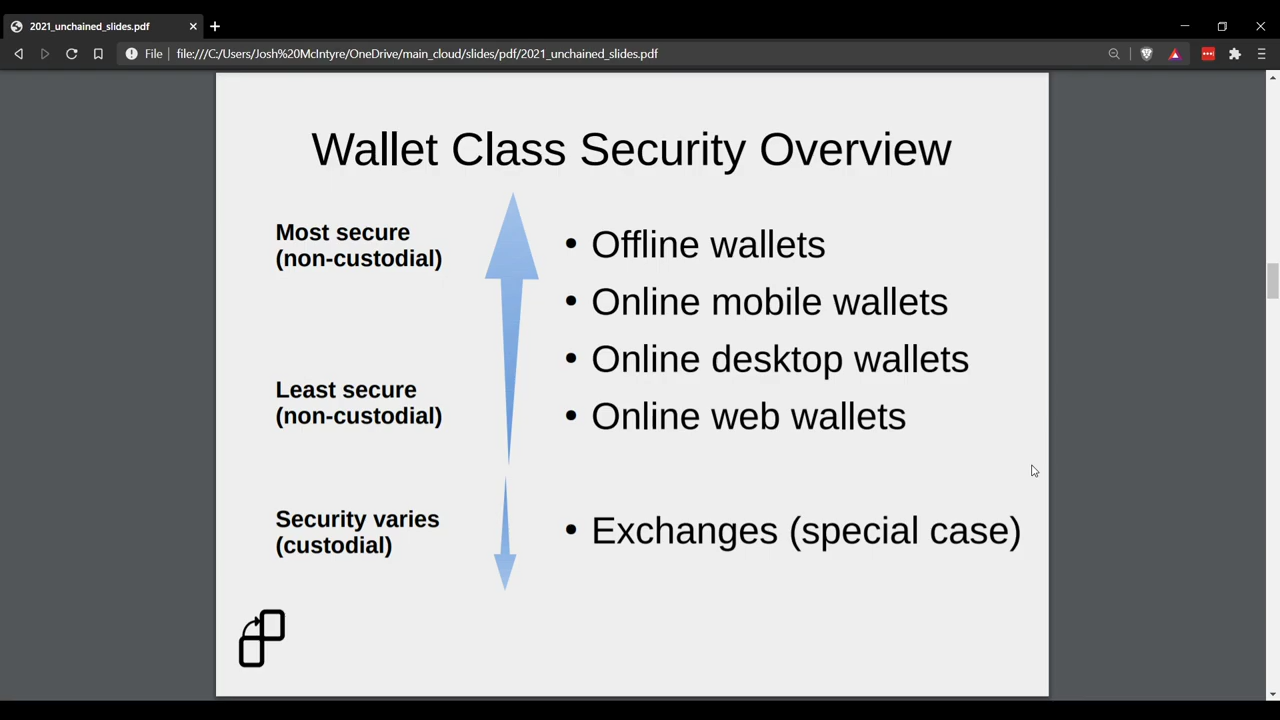 2021_unchained_slides.pdf
File
file:///C:/Users/Josh%20McIntyre/OneDrive/main_cloud/slides/pdf/2021_unchained_slides.pdf
Wallet Class Security Overview
Most secure
(non-custodial)
• Offline wallets
• Online mobile wallets
• Online desktop wallets
Least secure
(non-custodial)
• Online web wallets
Security varies
(custodial)
• Exchanges (special case)